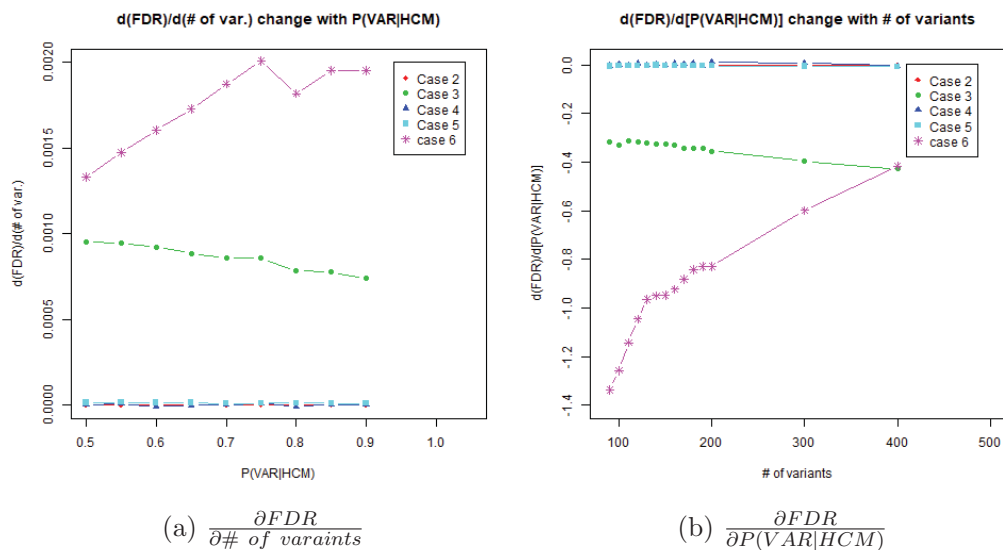 d(FDR)/d(# of var.) change with P(VAR|HCM)
d(FDR)/d(# of var.)
0.0020
0.0015
0.0010
0.0005
0.0000
Case 2
Case 3
Case 4
Case 5
case 6
0.5 0.6 0.7 0.8 0.9 1.0
P(VAR|HCM)
(a) ∂FDR / ∂# of varaints
d(FDR)/d[P(VAR|HCM)] change with # of variants
d(FDR)/d[P(VAR|HCM)]
0.0
-0.2
-0.4
-0.6
-0.8
-1.0
-1.2
-1.4
Case 2
Case 3
Case 4
Case 5
case 6
100 200 300 400 500
# of variants
(b) ∂FDR / ∂P(VAR|HCM)